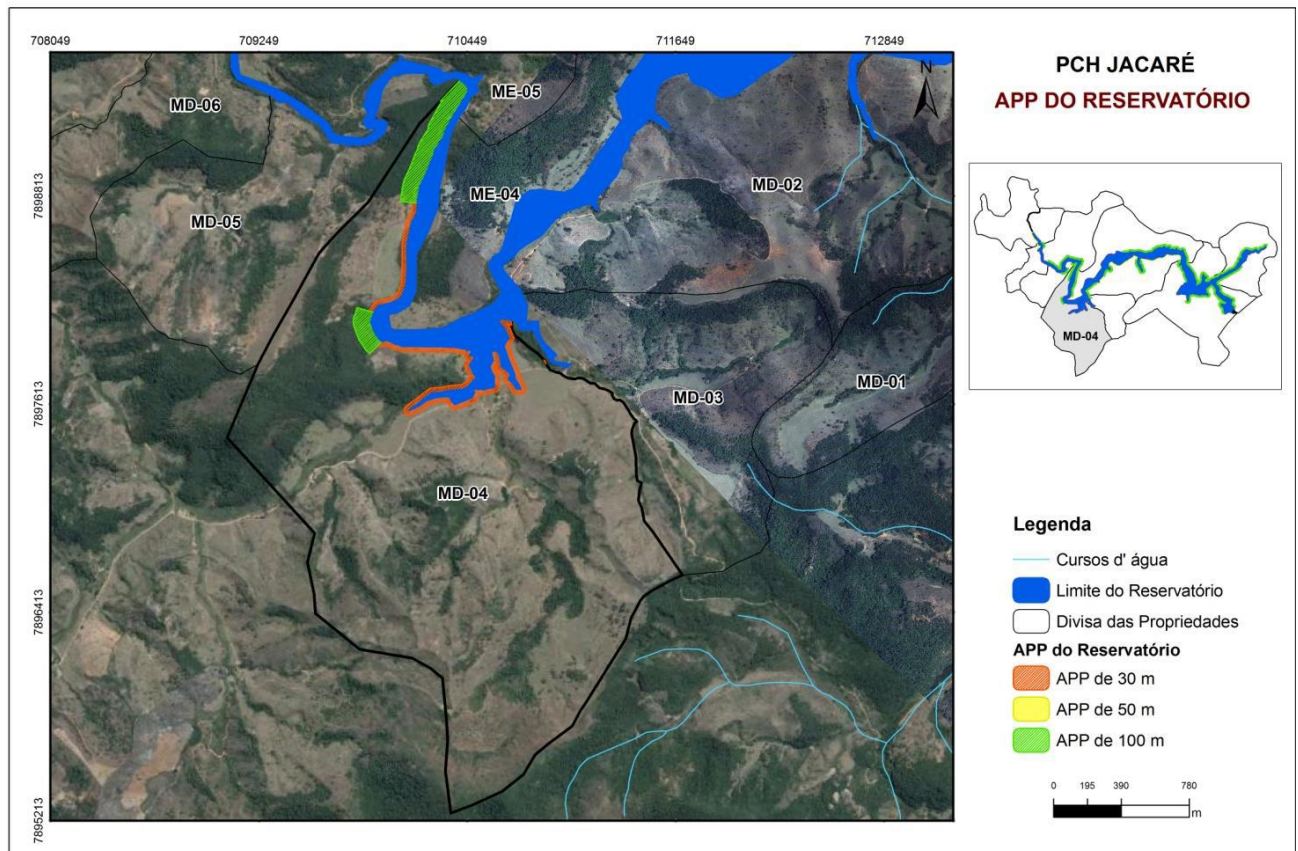 708049
709249
710449
711649
712849
PCH JACARÉ
APP DO RESERVATÓRIO
N
MD-06
ME-05
MD-02
ME-04
MD-05
7898813
MD-04
MD-01
MD-03
7897613
MD-04
Legenda
Cursos d' água
Limite do Reservatório
Divisa das Propriedades
APP do Reservatório
APP de 30 m
APP de 50 m
APP de 100 m
7896413
0 195 390 780
m
7895213